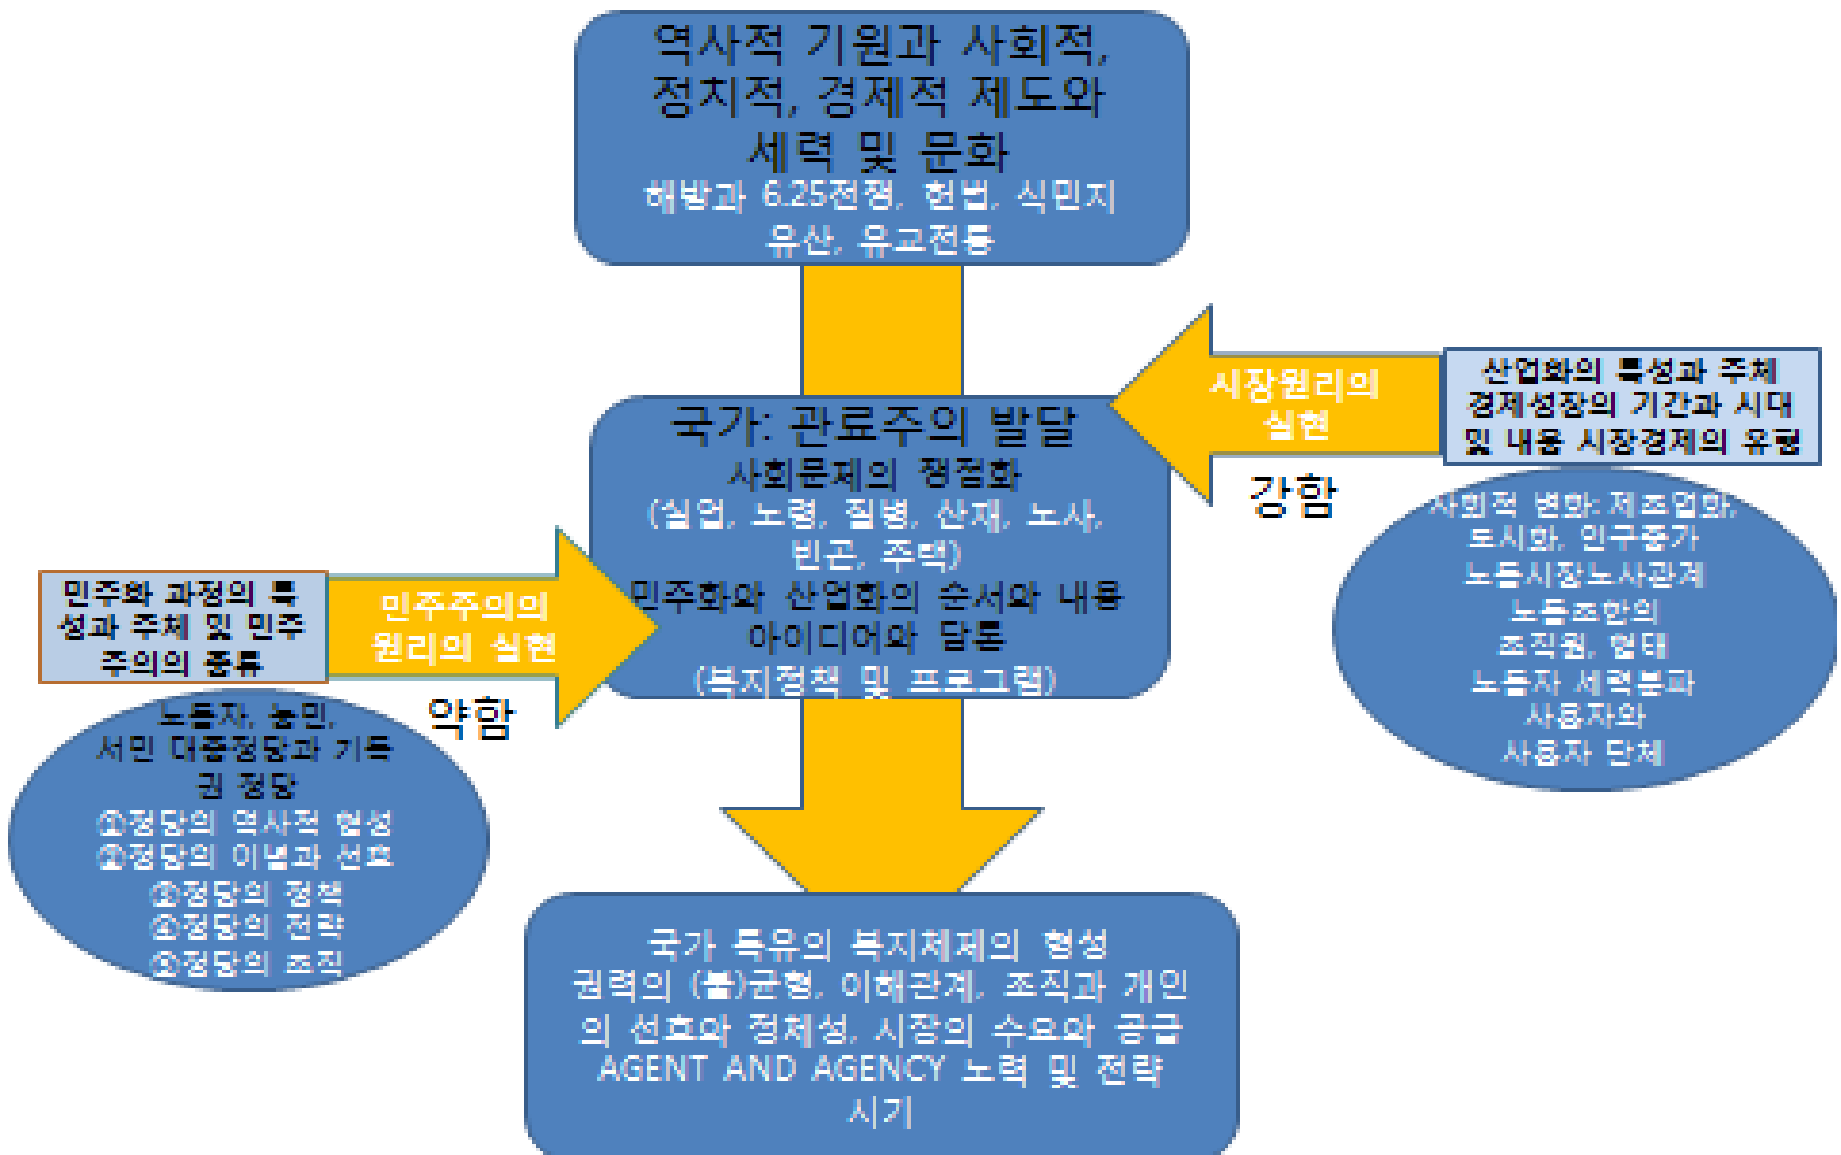 역사적 기원과 사회적,
정치적, 경제적 제도와
세력 및 문화
해방과 6.25전쟁, 헌법, 식민지
유산, 유교전통
시장원리의
실현
강함
산업화의 특성과 주체
경제성장의 기간과 시대
및 내용 시장경제의 유형
국가: 관료주의 발달
사회문제의 쟁점화
(실업, 노령, 질병, 산재, 노사,
빈곤, 주택)
민주화와 산업화의 순서와 내용
아이디어와 담론
(복지정책 및 프로그램)
사회적 변화: 제조업화,
도시화, 인구증가
노동시장노사관계
노동조합의
조직원, 형태
노동자 세력분파
사용자와
사용자 단체
민주화 과정의 특
성과 주체 및 민주
주의의 종류
민주주의의
원리의 실현
약함
노동자, 농민,
서민 대중정당과 기득
권 정당
①정당의 역사적 형성
②정당의 이념과 선호
③정당의 정책
④정당의 전략
⑤정당의 조직
국가 특유의 복지체제의 형성
권력의 (불)균형, 이해관계, 조직과 개인
의 선호와 정체성, 시장의 수요와 공급
AGENT AND AGENCY 노력 및 전략
시기